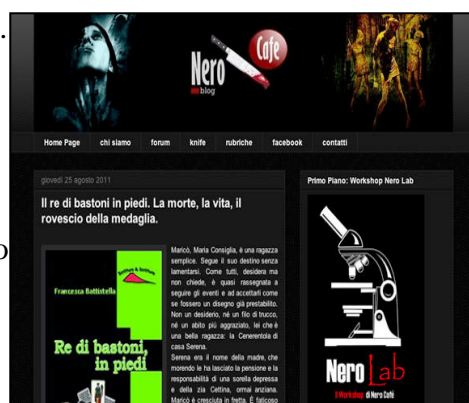 .
Nero Cafe
blog
Home Page chi siamo forum knife rubriche facebook contatti
giovedì 25 agosto 2011
Il re di bastoni in piedi. La morte, la vita, il
rovescio della medaglia.
Francesca Battistella
Re di bastoni,
in piedi
Maricò, Maria Consiglia, è una ragazza
semplice. Segue il suo destino senza
lamentarsi. Come tutti, desidera ma
non chiede, è quasi rassegnata a
seguire gli eventi e ad accettarli come
se fossero un disegno già prestabilito.
Non un desiderio, né un filo di trucco,
né un abito più aggraziato, lei che è
una bella ragazza: la Cenerentola di
casa Serena.
Serena era il nome della madre, che
morendo le ha lasciato la pensione e la
responsabilità di una sorella depressa
e della zia Cettina, ormai anziana.
Maricò è cresciuta in fretta. È faticoso
Primo Piano: Workshop Nero Lab
Nero Lab
Il Workshop di Nero Cafè
o